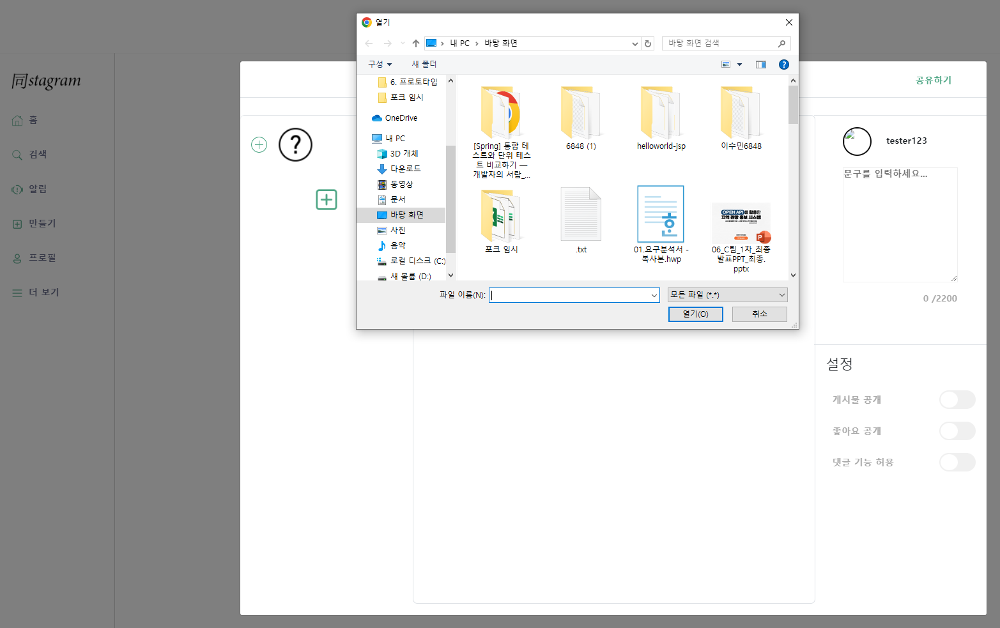 同stagram
홈
검색
알림
만들기
프로필
더 보기
열기
내 PC
바탕 화면
바탕 화면 검색
구성
새 폴더
6. 프로토타입
포크 임시
OneDrive
내 PC
3D 개체
다운로드
동영상
문서
바탕 화면
사진
음악
로컬 디스크 (C:)
새 볼륨 (D:)
[Spring] 통합 테
스트와 단위 테스
트 비교하기 —
개발자의 서랍_...
6848 (1)
helloworld-jsp
이수민6848
포크 임시
.txt
01.요구분석서 -
복사본.hwp
OPEN API를 활용한
지역 관광 홍보 시스템
06_C팀_1차_최종
발표PPT_최종.
pptx
파일 이름(N):
모든 파일 (*.*)
열기(O)
취소
공유하기
tester123
문구를 입력하세요...
0 /2200
설정
게시물 공개
좋아요 공개
댓글 기능 허용